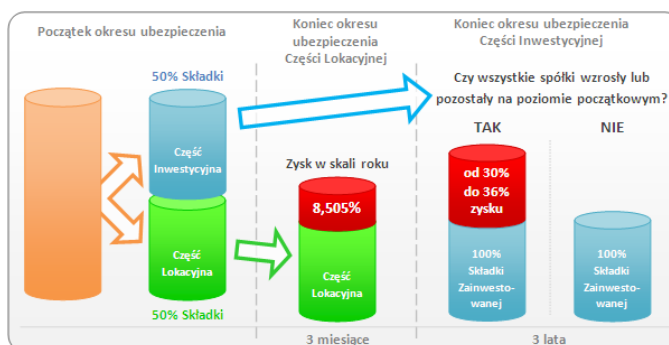 Początek okresu ubezpieczenia
Koniec okresu
ubezpieczenia
Części Lokacyjnej
Koniec okresu ubezpieczenia
Części Inwestycyjnej
50% Składki
Część
Inwestycyjna
Część
Lokacyjna
50% Składki
Zysk w skali roku
8,505%
Część
Lokacyjna
Czy wszystkie spółki wzrosły lub
pozostały na poziomie początkowym?
TAK
NIE
od 30%
do 36%
zysku
100%
Składki
Zainwesto-
wanej
100%
Składki
Zainwesto-
wanej
3 miesiące
3 lata